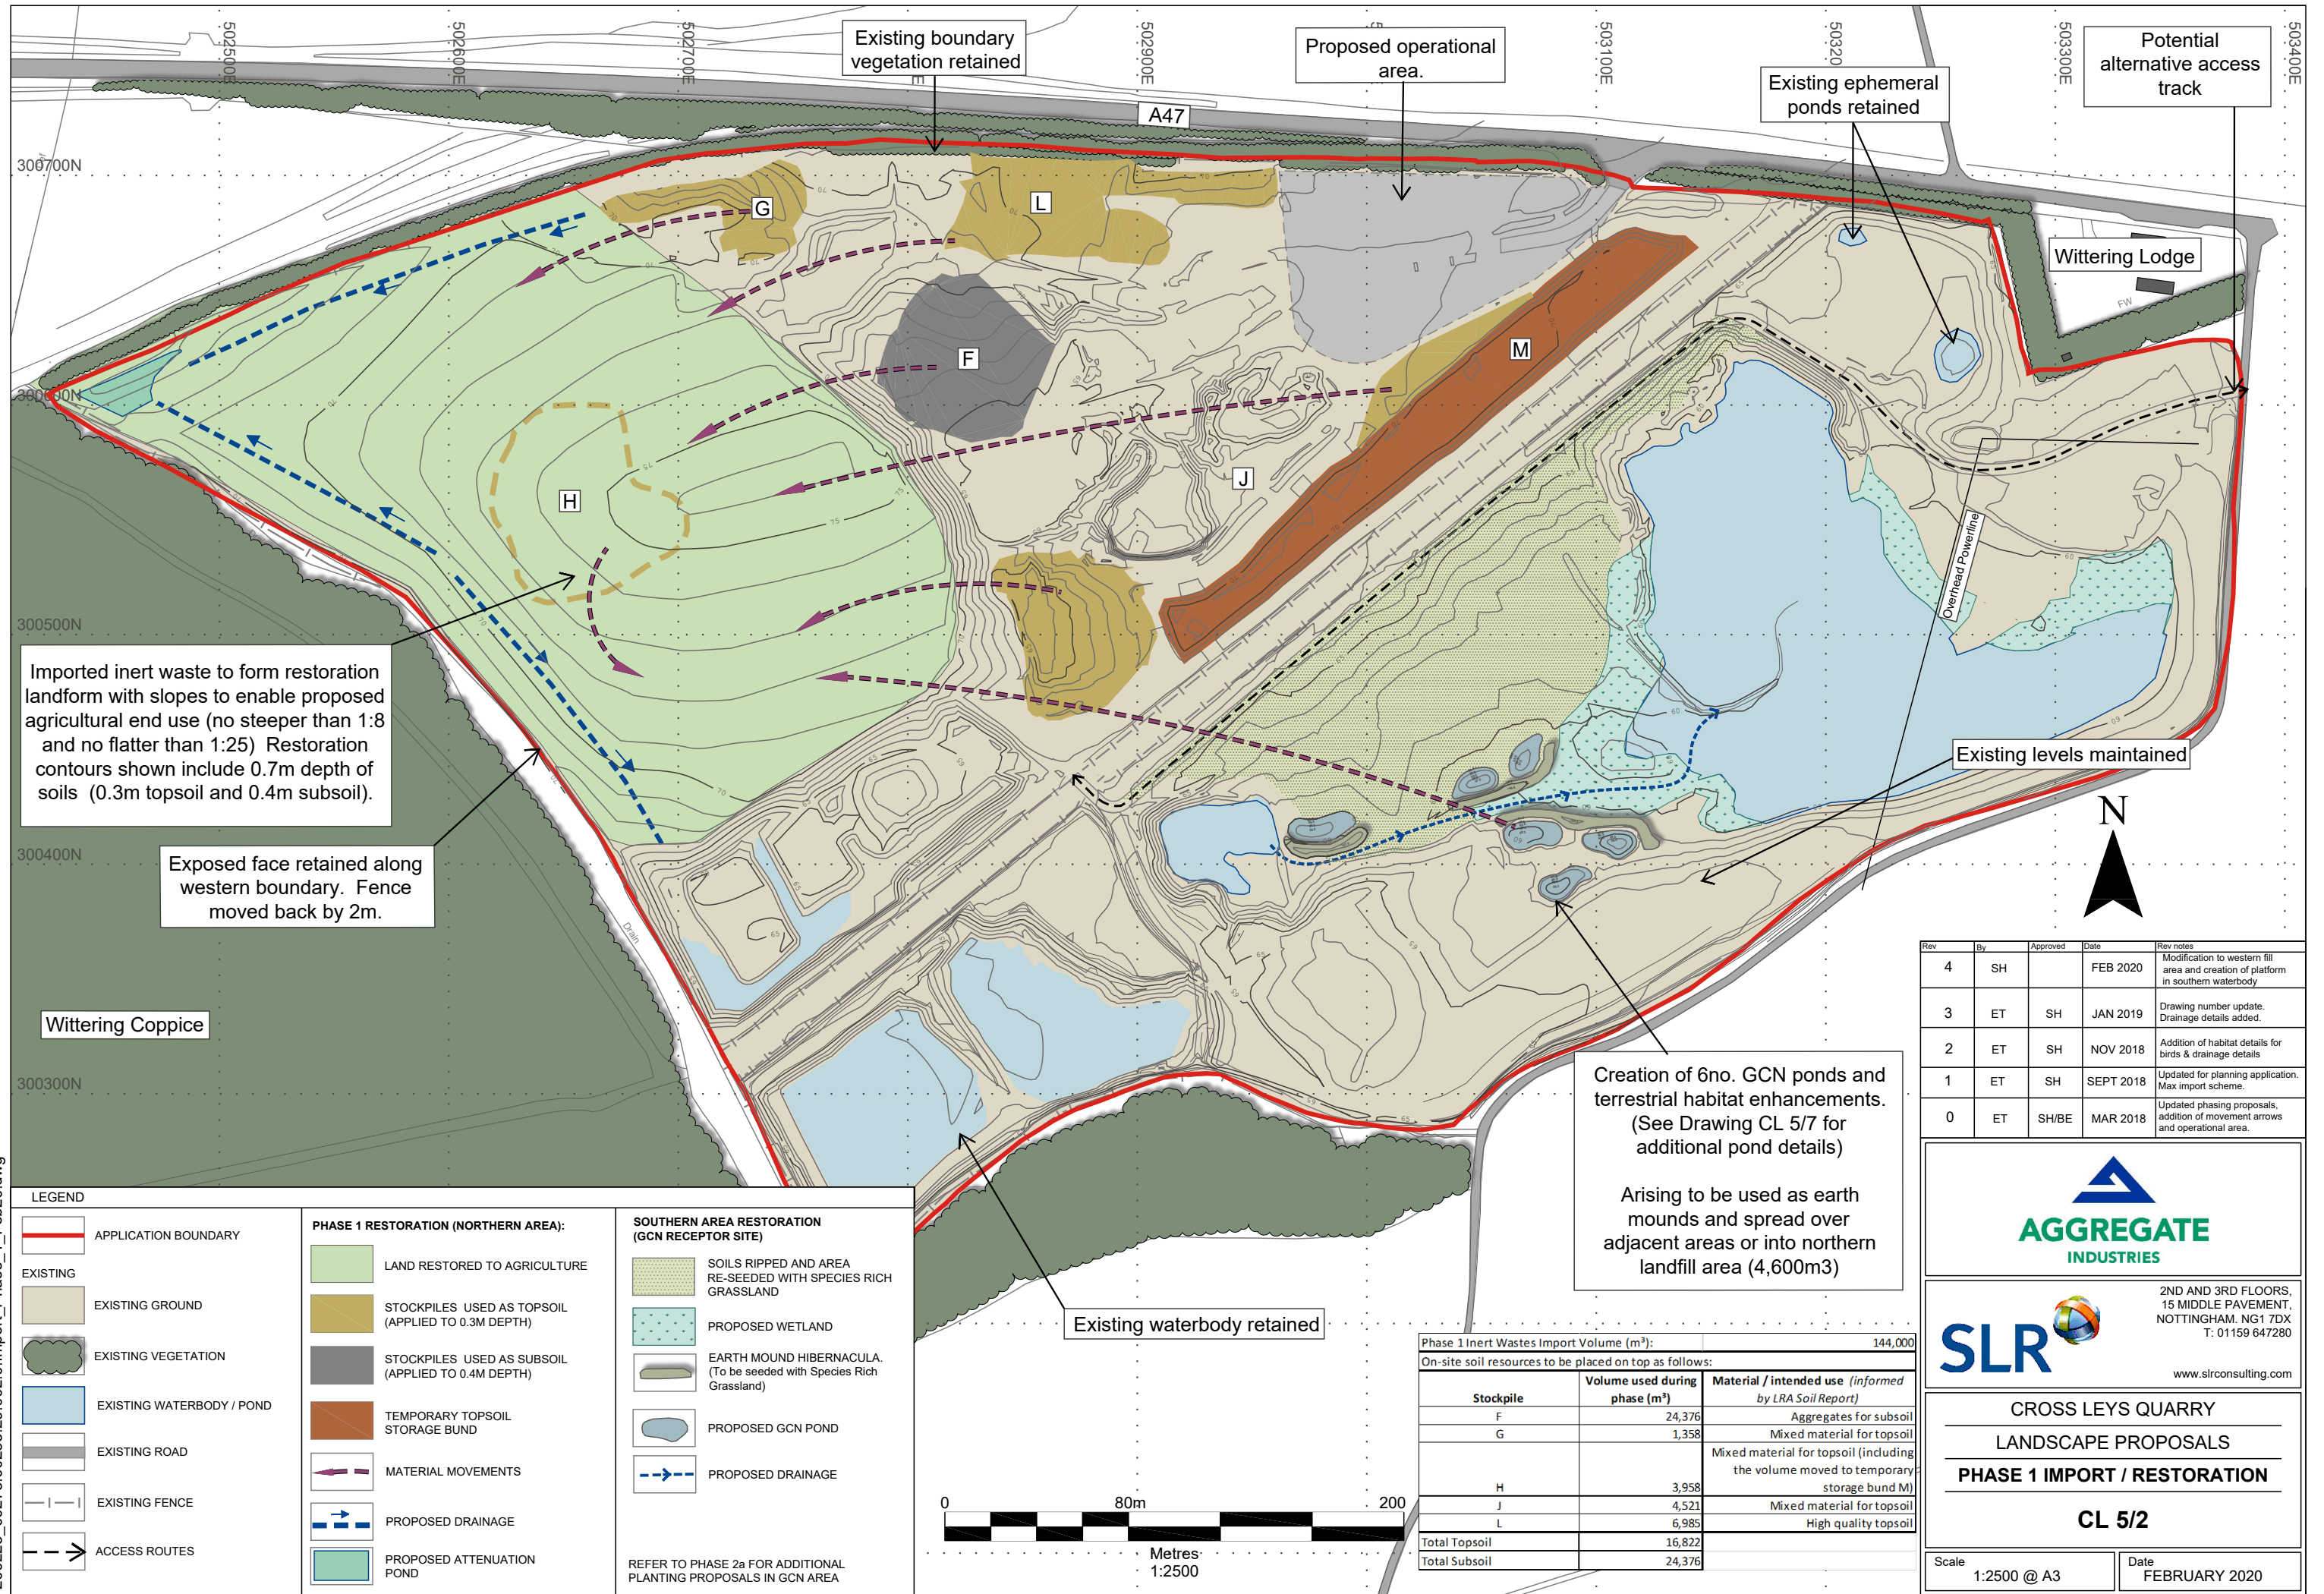 Existing boundary
vegetation retained
Proposed operational
area.
Existing ephemeral
ponds retained
Potential
alternative access
track
502500E
502600E
502700E
502900E
503100E
503300E
503400E
A47
300700N
300600N
300500N
300400N
300300N
G
L
F
M
H
J
Wittering Lodge
FW
Overhead Powerline
Imported inert waste to form restoration
landform with slopes to enable proposed
agricultural end use (no steeper than 1:8
and no flatter than 1:25) Restoration
contours shown include 0.7m depth of
soils (0.3m topsoil and 0.4m subsoil).
Exposed face retained along
western boundary. Fence
moved back by 2m.
Drain
Wittering Coppice
Existing levels maintained
N
Creation of 6no. GCN ponds and
terrestrial habitat enhancements.
(See Drawing CL 5/7 for
additional pond details)
Arising to be used as earth
mounds and spread over
adjacent areas or into northern
landfill area (4,600m3)
Existing waterbody retained
LEGEND
APPLICATION BOUNDARY
EXISTING
EXISTING GROUND
EXISTING VEGETATION
EXISTING WATERBODY / POND
EXISTING ROAD
EXISTING FENCE
ACCESS ROUTES
PHASE 1 RESTORATION (NORTHERN AREA):
LAND RESTORED TO AGRICULTURE
STOCKPILES USED AS TOPSOIL
(APPLIED TO 0.3M DEPTH)
STOCKPILES USED AS SUBSOIL
(APPLIED TO 0.4M DEPTH)
TEMPORARY TOPSOIL
STORAGE BUND
MATERIAL MOVEMENTS
PROPOSED DRAINAGE
PROPOSED ATTENUATION
POND
SOUTHERN AREA RESTORATION
(GCN RECEPTOR SITE)
SOILS RIPPED AND AREA
RE-SEEDED WITH SPECIES RICH
GRASSLAND
PROPOSED WETLAND
EARTH MOUND HIBERNACULA.
(To be seeded with Species Rich
Grassland)
PROPOSED GCN POND
PROPOSED DRAINAGE
REFER TO PHASE 2a FOR ADDITIONAL
PLANTING PROPOSALS IN GCN AREA
0 80m 200
Metres
1:2500
Phase 1 Inert Wastes Import Volume (m³): 144,000
On-site soil resources to be placed on top as follows:
Stockpile Volume used during phase (m³) Material / intended use (informed by LRA Soil Report)
F 24,376 Aggregates for subsoil
G 1,358 Mixed material for topsoil
H 3,958 Mixed material for topsoil (including the volume moved to temporary storage bund M)
J 4,521 Mixed material for topsoil
L 6,985 High quality topsoil
Total Topsoil 16,822
Total Subsoil 24,376
Rev By Approved Date Rev notes
4 SH FEB 2020 Modification to western fill area and creation of platform in southern waterbody
3 ET SH JAN 2019 Drawing number update. Drainage details added.
2 ET SH NOV 2018 Addition of habitat details for birds & drainage details
1 ET SH SEPT 2018 Updated for planning application. Max import scheme.
0 ET SH/BE MAR 2018 Updated phasing proposals, addition of movement arrows and operational area.
AGGREGATE
INDUSTRIES
SLR
2ND AND 3RD FLOORS,
15 MIDDLE PAVEMENT,
NOTTINGHAM. NG1 7DX
T: 01159 647280
www.slrconsulting.com
CROSS LEYS QUARRY
LANDSCAPE PROPOSALS
PHASE 1 IMPORT / RESTORATION
CL 5/2
Scale
1:2500 @ A3
Date
FEBRUARY 2020